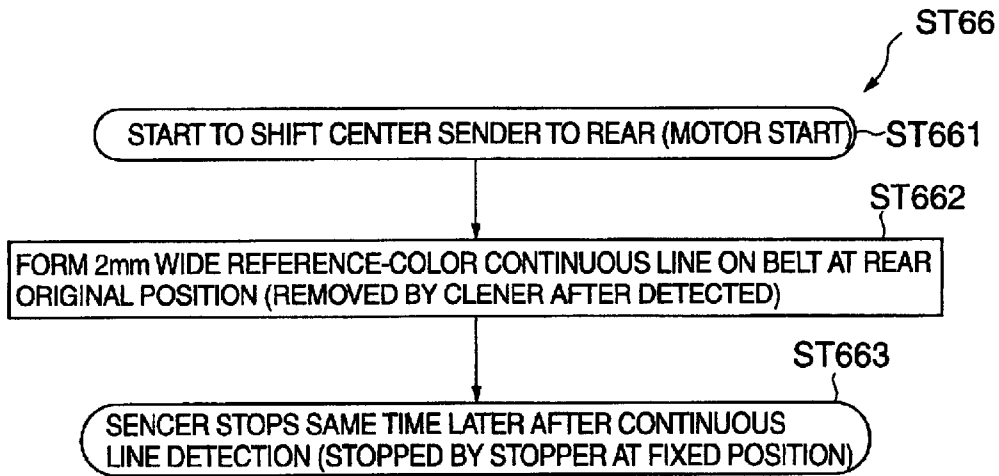 ST66
START TO SHIFT CENTER SENDER TO REAR (MOTOR START)
ST661
ST662
FORM 2mm WIDE REFERENCE-COLOR CONTINUOUS LINE ON BELT AT REAR
ORIGINAL POSITION (REMOVED BY CLENER AFTER DETECTED)
ST663
SENCER STOPS SAME TIME LATER AFTER CONTINUOUS
LINE DETECTION (STOPPED BY STOPPER AT FIXED POSITION)